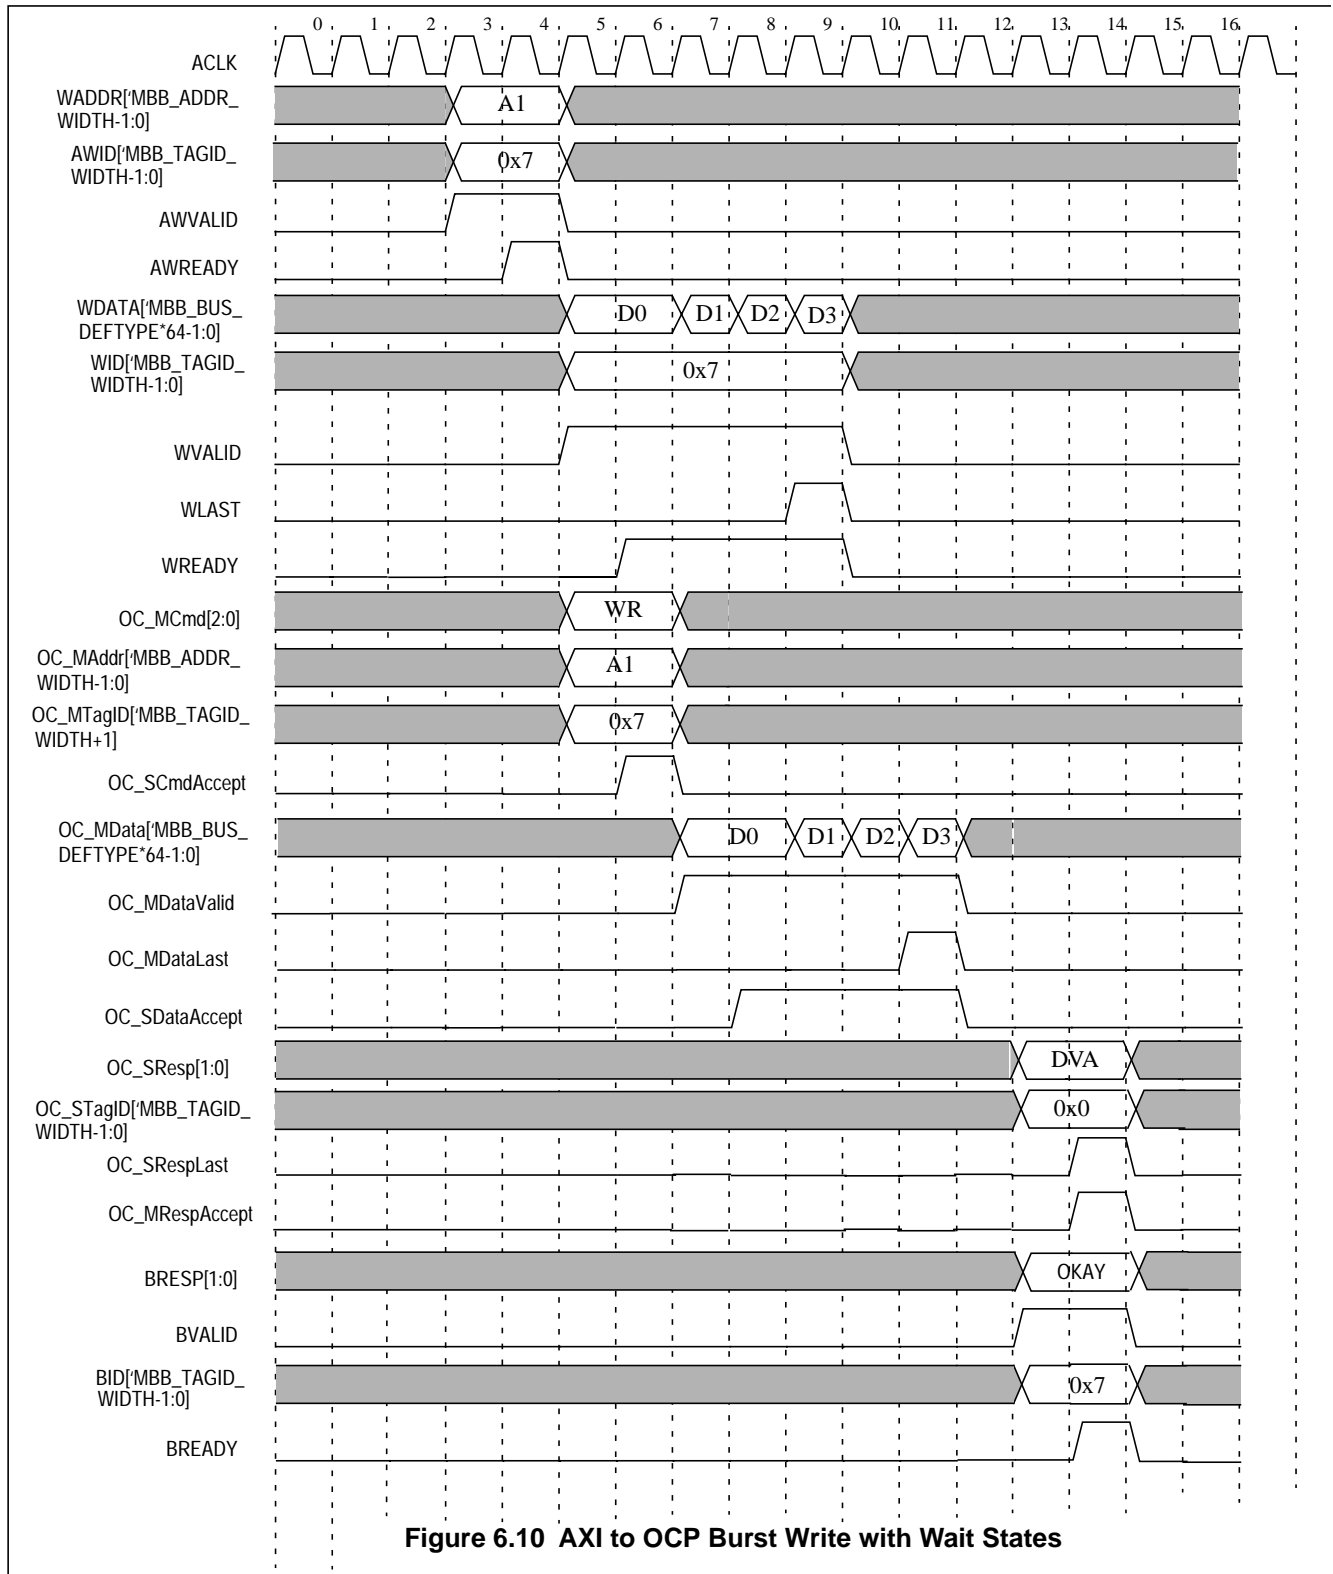 0 1 2 3 4 5 6 7 8 9 10 11 12 13 14 15 16
ACLK
WADDR['MBB_ADDR_
WIDTH-1:0]
A1
AWID['MBB_TAGID_
WIDTH-1:0]
0x7
AWVALID
AWREADY
WDATA['MBB_BUS_
DEFTYPE*64-1:0]
D0 D1 D2 D3
WID['MBB_TAGID_
WIDTH-1:0]
0x7
WVALID
WLAST
WREADY
OC_MCmd[2:0]
WR
OC_MAddr['MBB_ADDR_
WIDTH-1:0]
A1
OC_MTagID['MBB_TAGID_
WIDTH+1]
0x7
OC_SCmdAccept
OC_MData['MBB_BUS_
DEFTYPE*64-1:0]
D0 D1 D2 D3
OC_MDataValid
OC_MDataLast
OC_SDataAccept
OC_SResp[1:0]
DVA
OC_STagID['MBB_TAGID_
WIDTH-1:0]
0x0
OC_SRespLast
OC_MRespAccept
BRESP[1:0]
OKAY
BVALID
BID['MBB_TAGID_
WIDTH-1:0]
0x7
BREADY
Figure 6.10 AXI to OCP Burst Write with Wait States